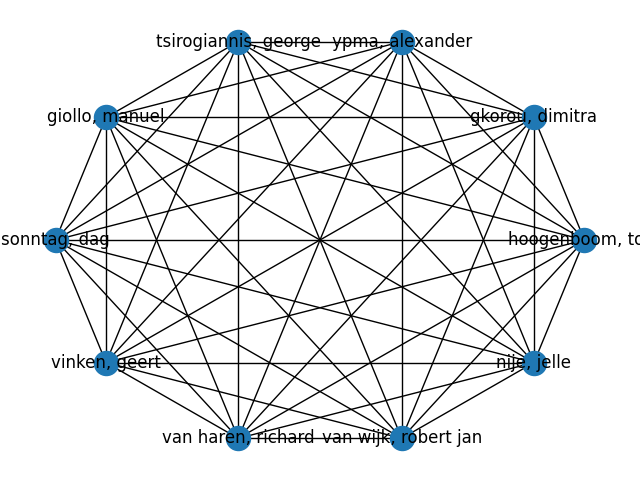 tsirogiannis, george
ypma, alexander
giollo, manuel
gkorou, dimitra
sonntag, dag
hoogenboom, to
vinken, geert
nije, jelle
van haren, richard
van wijk, robert jan